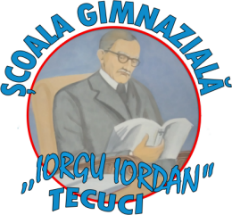 ŞCOALA GIMNAZIALĂ
„IORGU IORDAN”
TECUCI